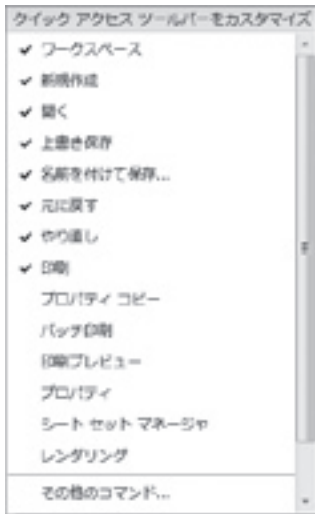 クイック アクセス ツールバーをカスタマイズ
ワークスペース
新規作成
開く
上書き保存
名前を付けて保存...
元に戻す
やり直し
印刷
プロパティ コピー
バッチ印刷
印刷プレビュー
プロパティ
シート セット マネージャ
レンダリング
その他のコマンド...